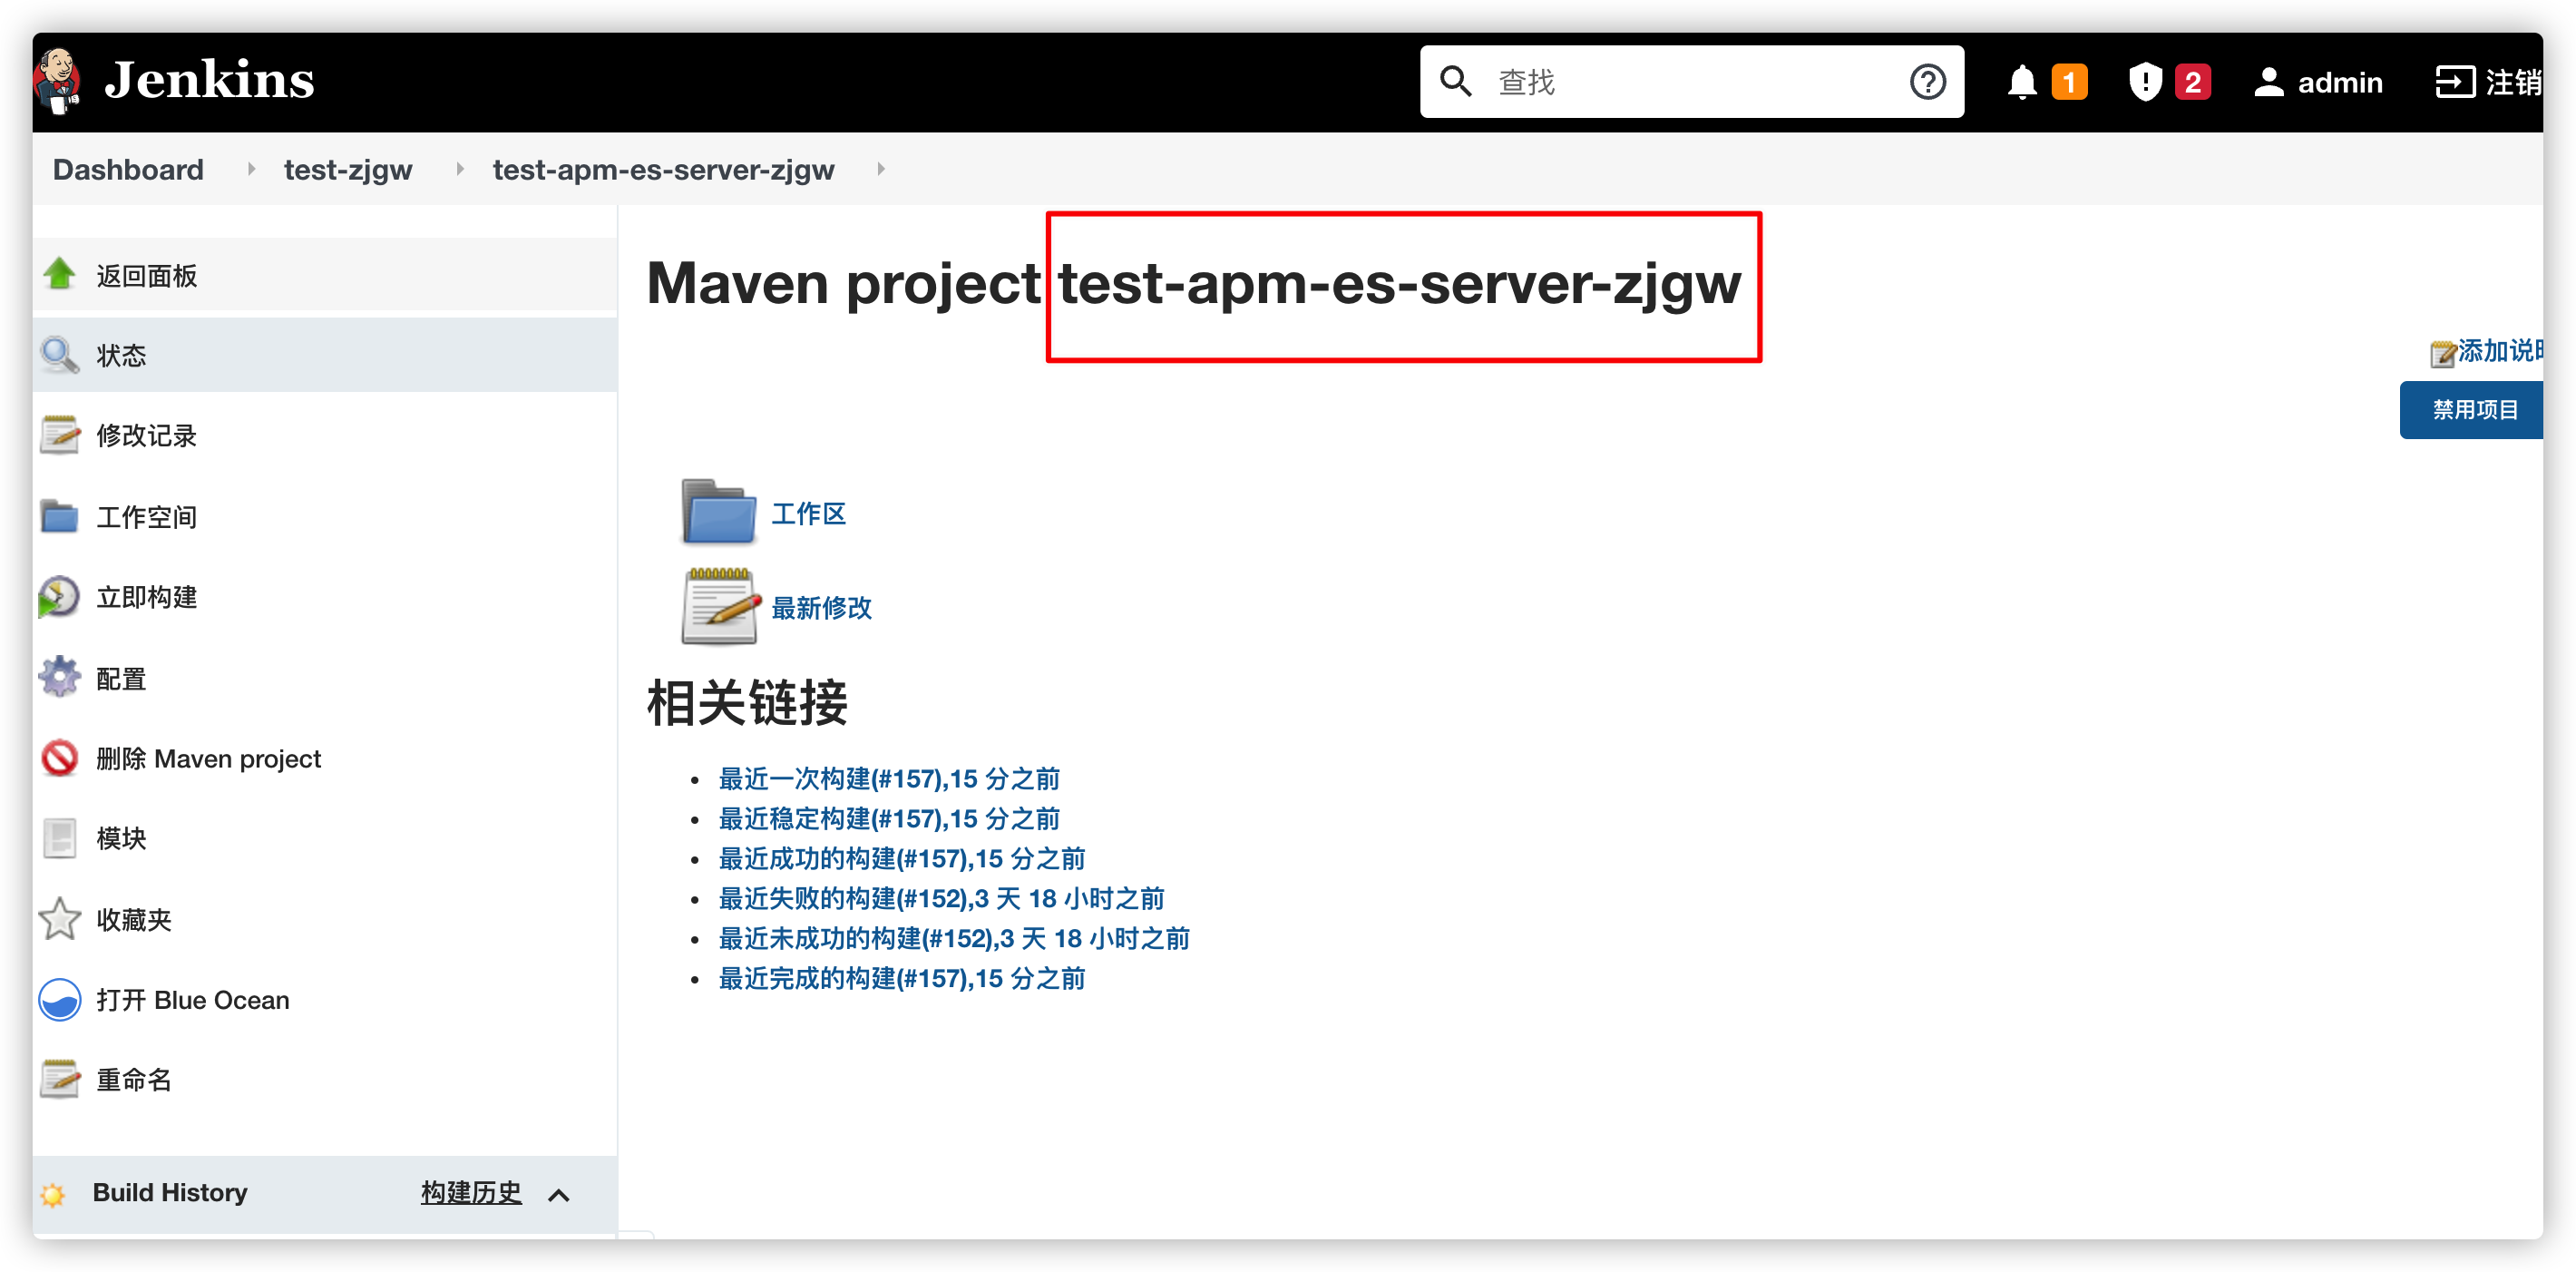 Jenkins
查找
1
2
admin
注销
Dashboard
test-zjgw
test-apm-es-server-zjgw
返回面板
状态
修改记录
工作空间
立即构建
配置
删除 Maven project
模块
收藏夹
打开 Blue Ocean
重命名
Build History
构建历史
Maven project test-apm-es-server-zjgw
添加说明
禁用项目
工作区
最新修改
相关链接
最近一次构建(#157),15 分之前
最近稳定构建(#157),15 分之前
最近成功的构建(#157),15 分之前
最近失败的构建(#152),3 天 18 小时之前
最近未成功的构建(#152),3 天 18 小时之前
最近完成的构建(#157),15 分之前